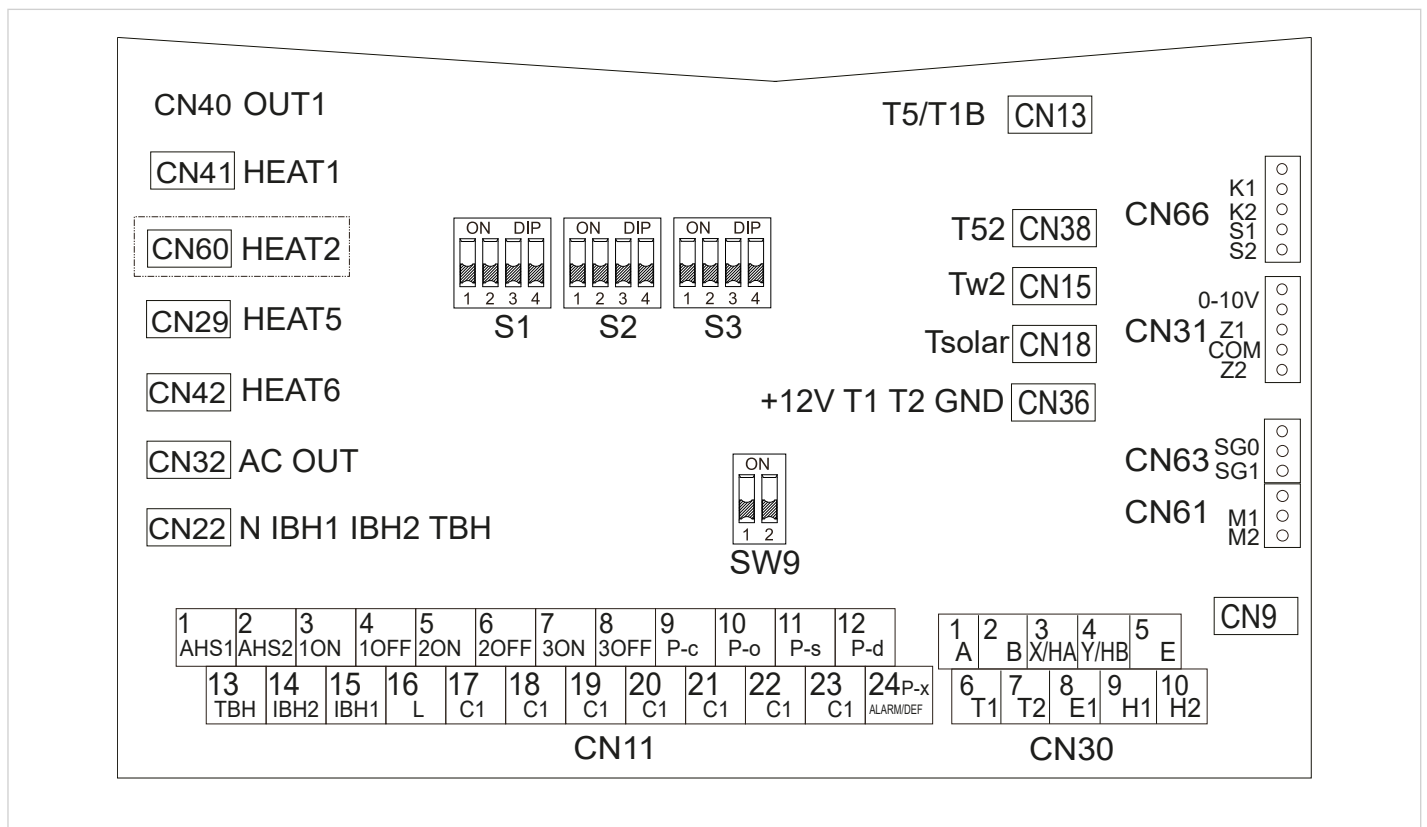 CN40 OUT1
T5/T1B CN13
CN41 HEAT1
CN60 HEAT2
CN29 HEAT5
CN42 HEAT6
CN32 AC OUT
CN22 N IBH1 IBH2 TBH
ON DIP
1 2 3 4
S1
ON DIP
1 2 3 4
S2
ON DIP
1 2 3 4
S3
T52 CN38
Tw2 CN15
Tsolar CN18
+12V T1 T2 GND CN36
ON
1 2
SW9
CN66
K1
K2
S1
S2
CN31
0-10V
Z1
COM
Z2
CN63
SG0
SG1
CN61
M1
M2
CN9
1 2 3 4 5 6 7 8 9 10 11 12
AHS1 AHS2 1ON 1OFF 2ON 2OFF 3ON 3OFF P-c P-o P-s P-d
13 14 15 16 17 18 19 20 21 22 23 24 P-x
TBH IBH2 IBH1 L C1 C1 C1 C1 C1 C1 C1 ALARM/DEF
CN11
1 2 3 4 5
A B X/HA Y/HB E
6 7 8 9 10
T1 T2 E1 H1 H2
CN30